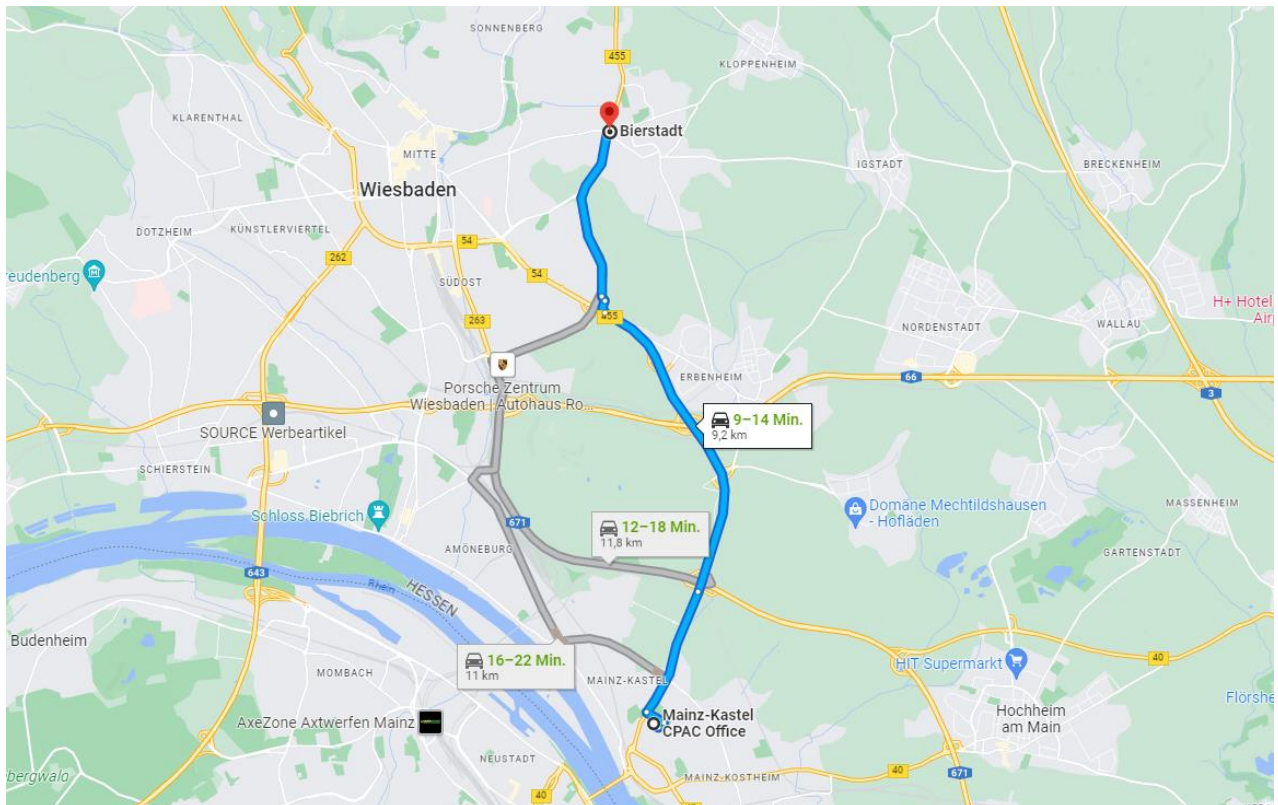 SONNENBERG
455
KLOPPENHEIM
KLARENTHAL
Bierstadt
MITTE
IGSTADT
BRECKENHEIM
Wiesbaden
DOTZHEIM
KÜNSTLERVIERTEL
54
262
reudenberg
SÜDOST
54
H+ Hotel
Air
263
455
NORDENSTADT
WALLAU
66
3
ERBENHEIM
Porsche Zentrum
Wiesbaden | Autohaus Ro...
9–14 Min.
9,2 km
SOURCE Werbeartikel
SCHIERSTEIN
Domäne Mechtildshausen
- Hofläden
MASSENHEIM
Schloss Biebrich
671
12–18 Min.
11,8 km
AMÖNEBURG
GARTENSTADT
643
Rhein
HESSEN
Budenheim
16–22 Min.
11 km
40
HIT Supermarkt
MOMBACH
MAINZ-KASTEL
Flörshe
AxeZone Axtwerfen Mainz
Mainz-Kastel
CPAC Office
Hochheim
am Main
NEUSTADT
ebergwald
MAINZ-KOSTHEIM
40
671
40